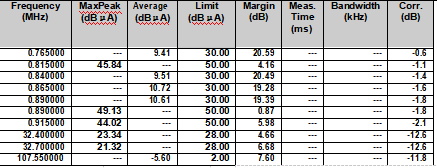 Frequency (MHz) MaxPeak (dBµA) Average (dBµA) Limit (dBµA) Margin (dB) Meas. Time (ms) Bandwidth (kHz) Corr. (dB)
0.765000 --- 9.41 30.00 20.59 --- --- -0.6
0.815000 45.84 --- 50.00 4.16 --- --- -1.1
0.840000 --- 9.51 30.00 20.49 --- --- -1.4
0.865000 --- 10.72 30.00 19.28 --- --- -1.6
0.890000 --- 10.61 30.00 19.39 --- --- -1.8
0.890000 49.13 --- 50.00 0.87 --- --- -1.8
0.915000 44.02 --- 50.00 5.98 --- --- -2.1
32.400000 23.34 --- 28.00 4.66 --- --- -12.6
32.700000 21.32 --- 28.00 6.68 --- --- -12.6
107.550000 --- -5.60 2.00 7.60 --- --- -11.8